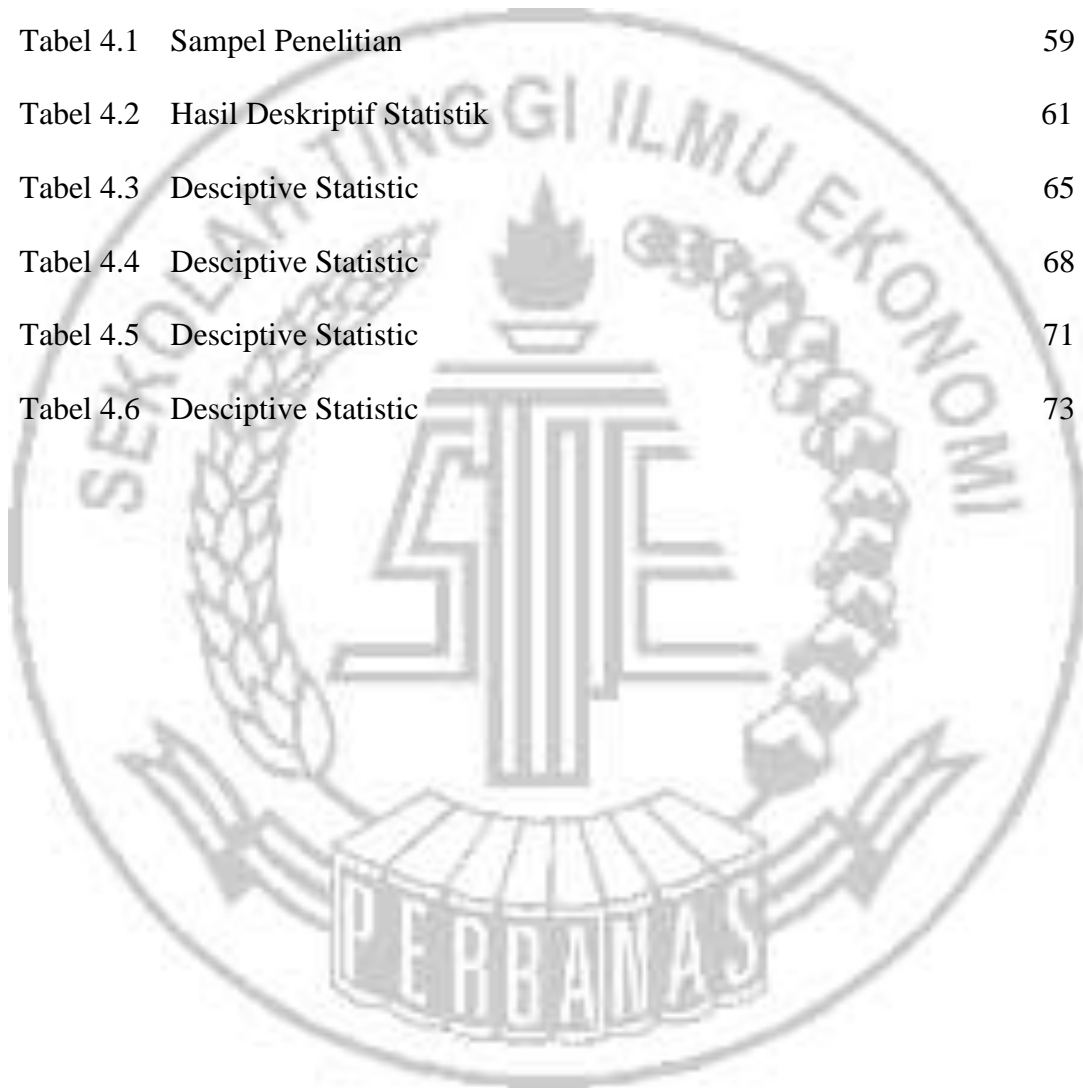 Tabel 4.1 Sampel Penelitian 59
Tabel 4.2 Hasil Deskriptif Statistik 61
Tabel 4.3 Desciptive Statistic 65
Tabel 4.4 Desciptive Statistic 68
Tabel 4.5 Desciptive Statistic 71
Tabel 4.6 Desciptive Statistic 73
SEKOLAH TINGGI ILMU EKONOMI
STIE
PERBANAS